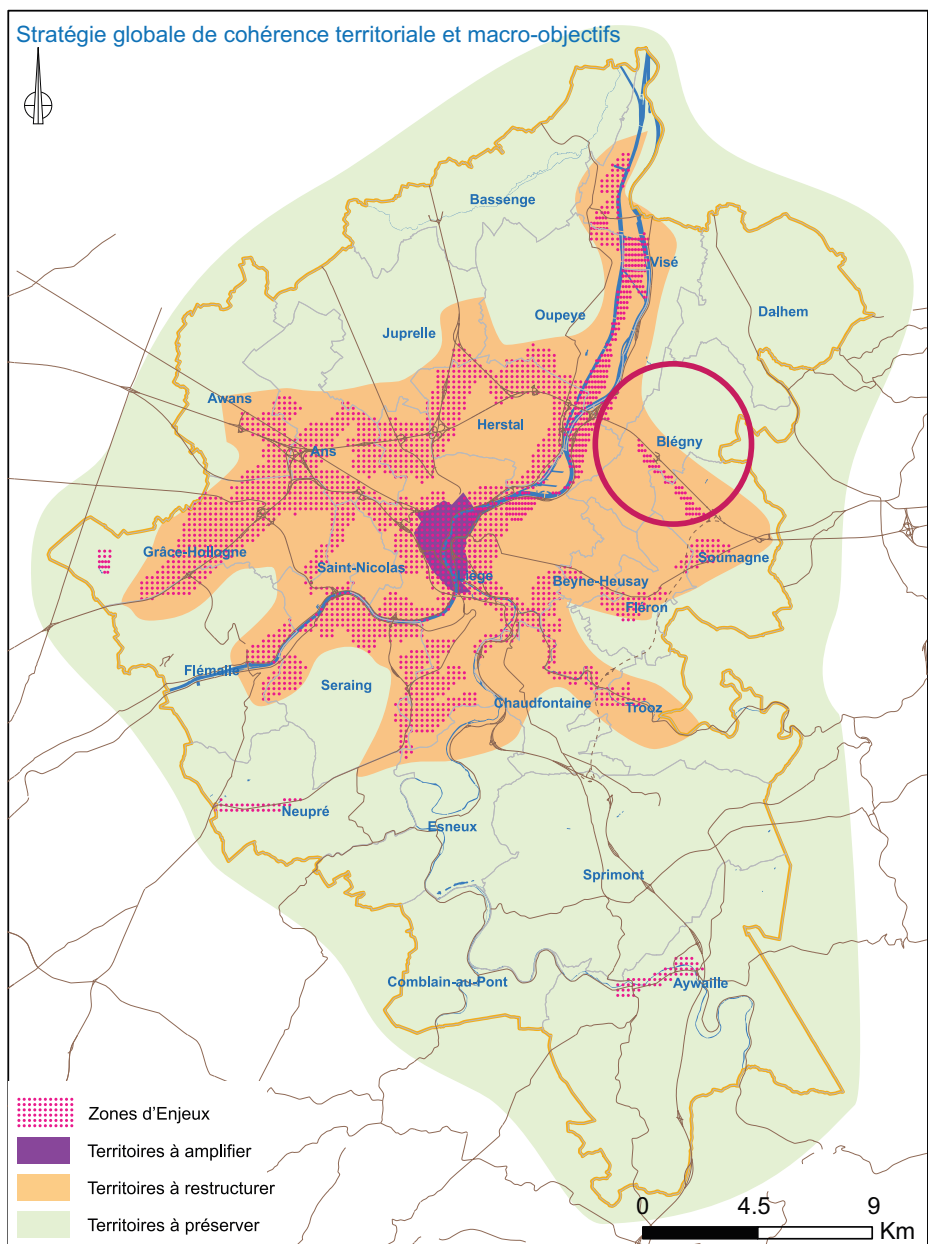 Stratégie globale de cohérence territoriale et macro-objectifs
Bassenge
Visé
Dalhem
Oupeye
Juprelle
Awans
Herstal
Ans
Blégny
Grâce-Hollogne
Soumagne
Saint-Nicolas
Liège
Beyne-Heusay
Fléron
Flémalle
Seraing
Chaudfontaine
Trooz
Neupré
Esneux
Sprimont
Comblain-au-Pont
Aywaille
Zones d'Enjeux
Territoires à amplifier
Territoires à restructurer
Territoires à préserver
0 4.5 9
Km